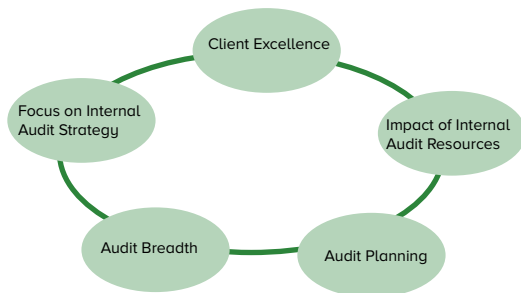 Client Excellence
Focus on Internal
Audit Strategy
Impact of Internal
Audit Resources
Audit Breadth
Audit Planning